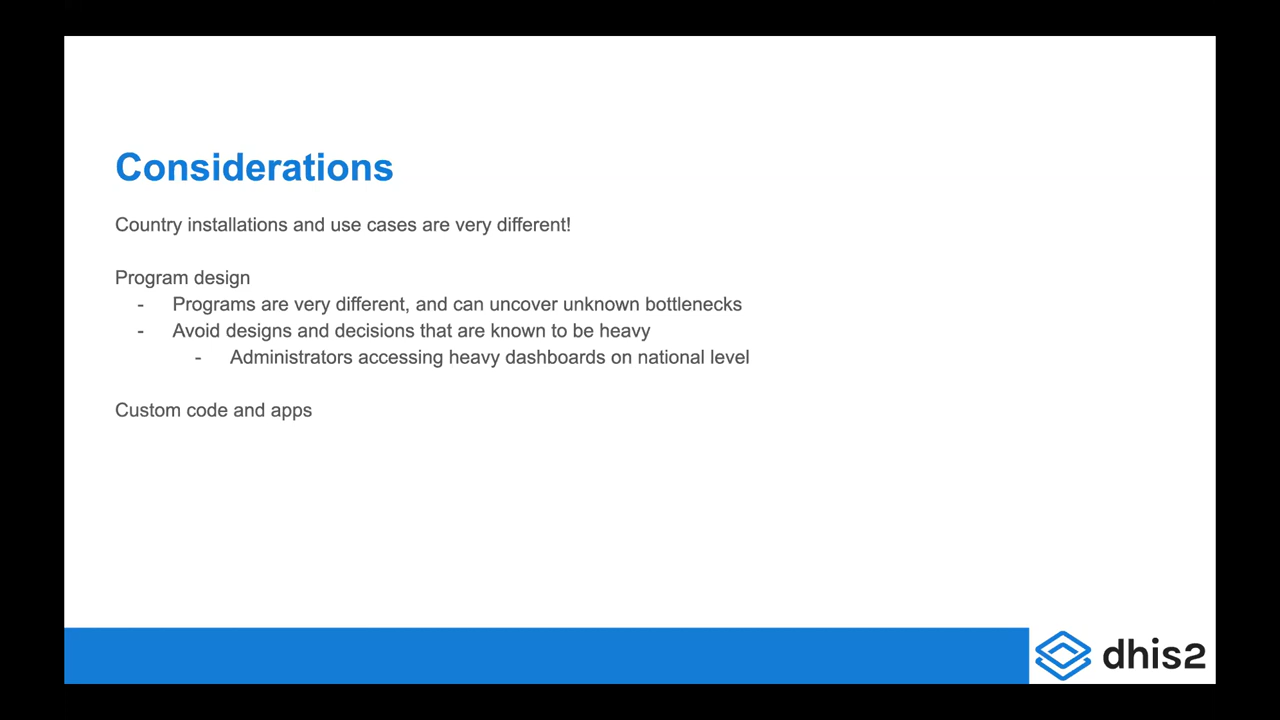 Considerations
Country installations and use cases are very different!
Program design
- Programs are very different, and can uncover unknown bottlenecks
- Avoid designs and decisions that are known to be heavy
- Administrators accessing heavy dashboards on national level
Custom code and apps
dhis2